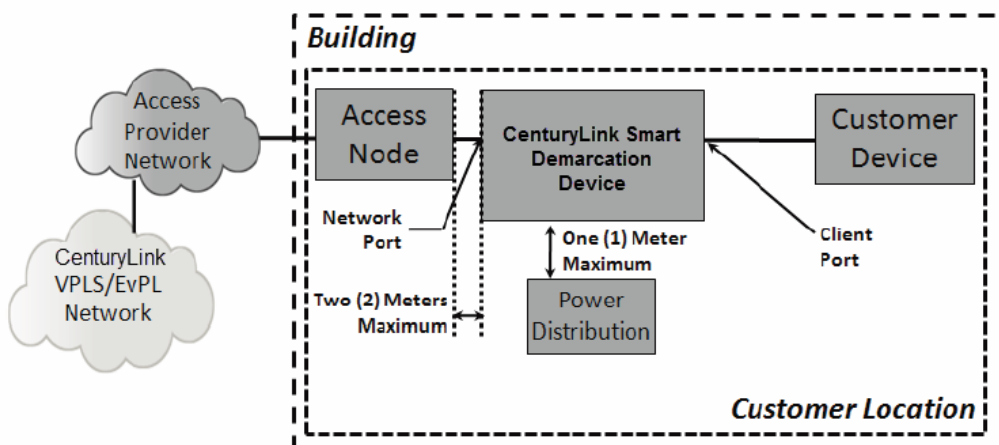 Building
Access
Provider
Network
Access
Node
CenturyLink Smart
Demarcation
Device
Customer
Device
Network
Port
One (1) Meter
Maximum
Client
Port
CenturyLink
VPLS/EvPL
Network
Two (2) Meters
Maximum
Power
Distribution
Customer Location